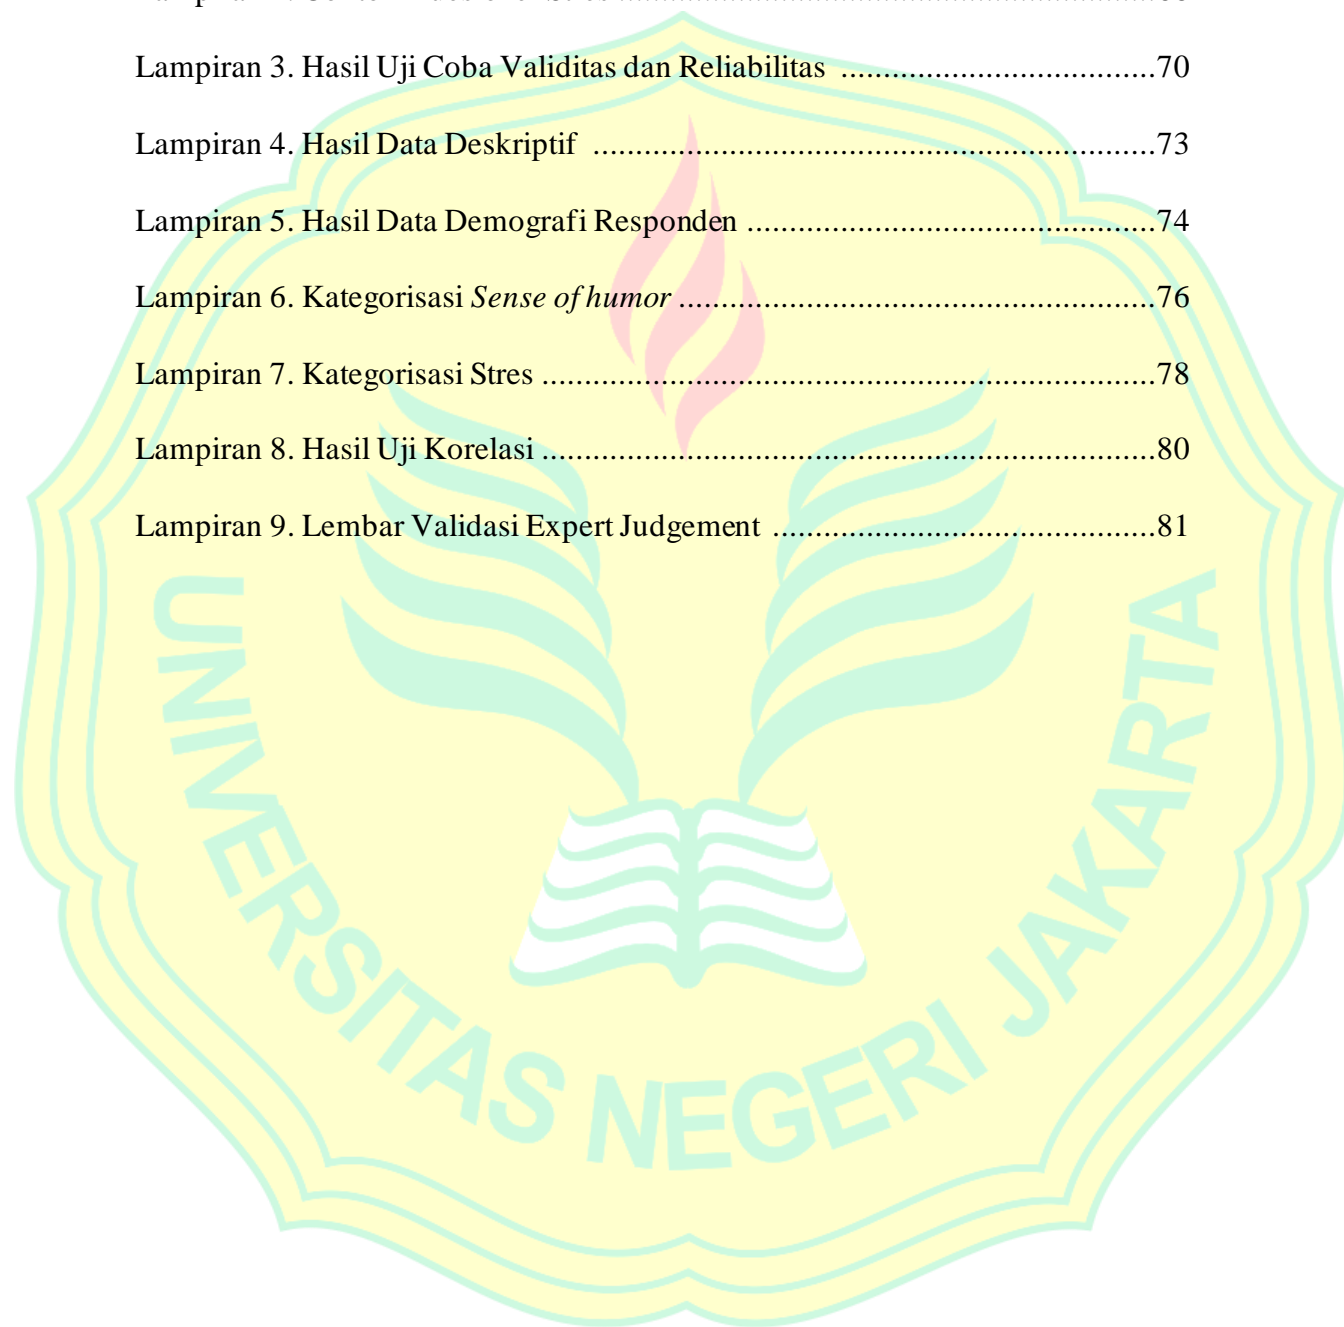 Lampiran 3. Hasil Uji Coba Validitas dan Reliabilitas .....................................70
Lampiran 4. Hasil Data Deskriptif ..................................................................73
Lampiran 5. Hasil Data Demografi Responden ................................................74
Lampiran 6. Kategorisasi Sense of humor ........................................................76
Lampiran 7. Kategorisasi Stres ........................................................................78
Lampiran 8. Hasil Uji Korelasi ........................................................................80
Lampiran 9. Lembar Validasi Expert Judgement .............................................81
UNIVERSITAS NEGERI JAKARTA